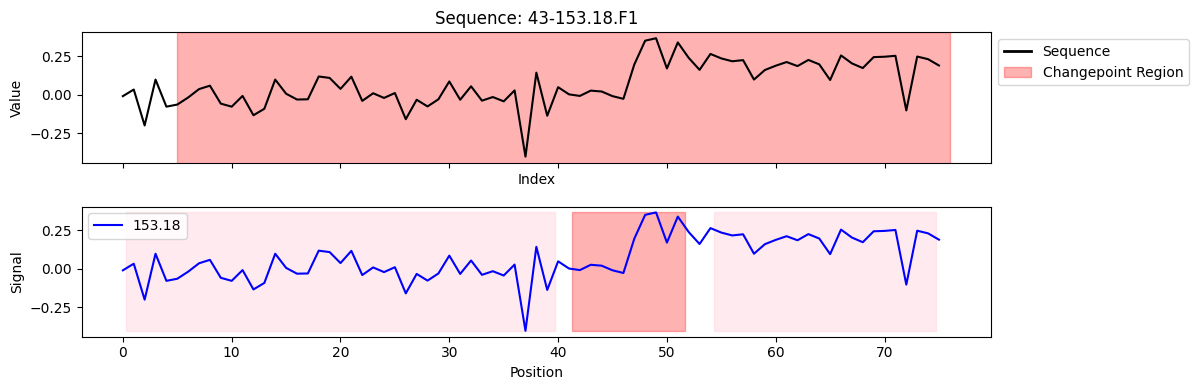 Sequence: 43-153.18.F1
Value
0.25
0.00
−0.25
Index
Sequence
Changepoint Region
Signal
0.25
0.00
−0.25
153.18
0 10 20 30 40 50 60 70
Position